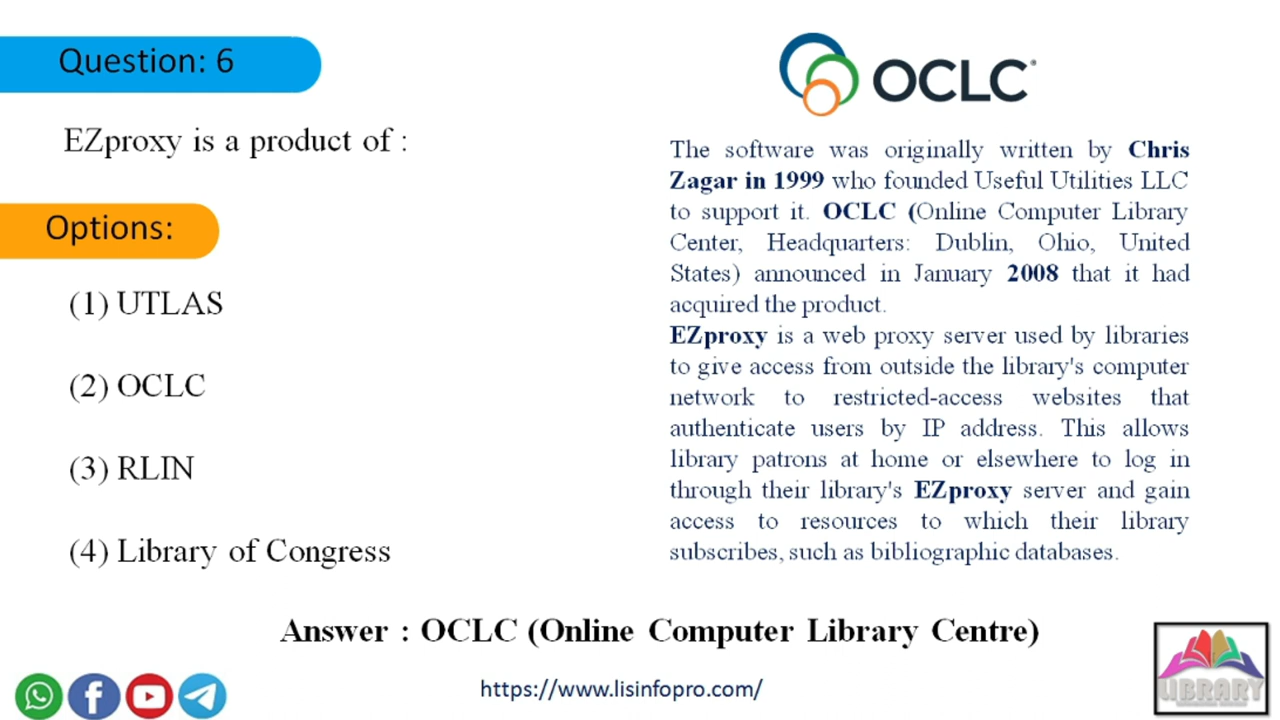 Question: 6
EZproxy is a product of :
Options:
(1) UTLAS
(2) OCLC
(3) RLIN
(4) Library of Congress
OCLC®
The software was originally written by Chris
Zagar in 1999 who founded Useful Utilities LLC
to support it. OCLC (Online Computer Library
Center, Headquarters: Dublin, Ohio, United
States) announced in January 2008 that it had
acquired the product.
EZproxy is a web proxy server used by libraries
to give access from outside the library's computer
network to restricted-access websites that
authenticate users by IP address. This allows
library patrons at home or elsewhere to log in
through their library's EZproxy server and gain
access to resources to which their library
subscribes, such as bibliographic databases.
Answer : OCLC (Online Computer Library Centre)
https://www.lisinfopro.com/
LIBRARY